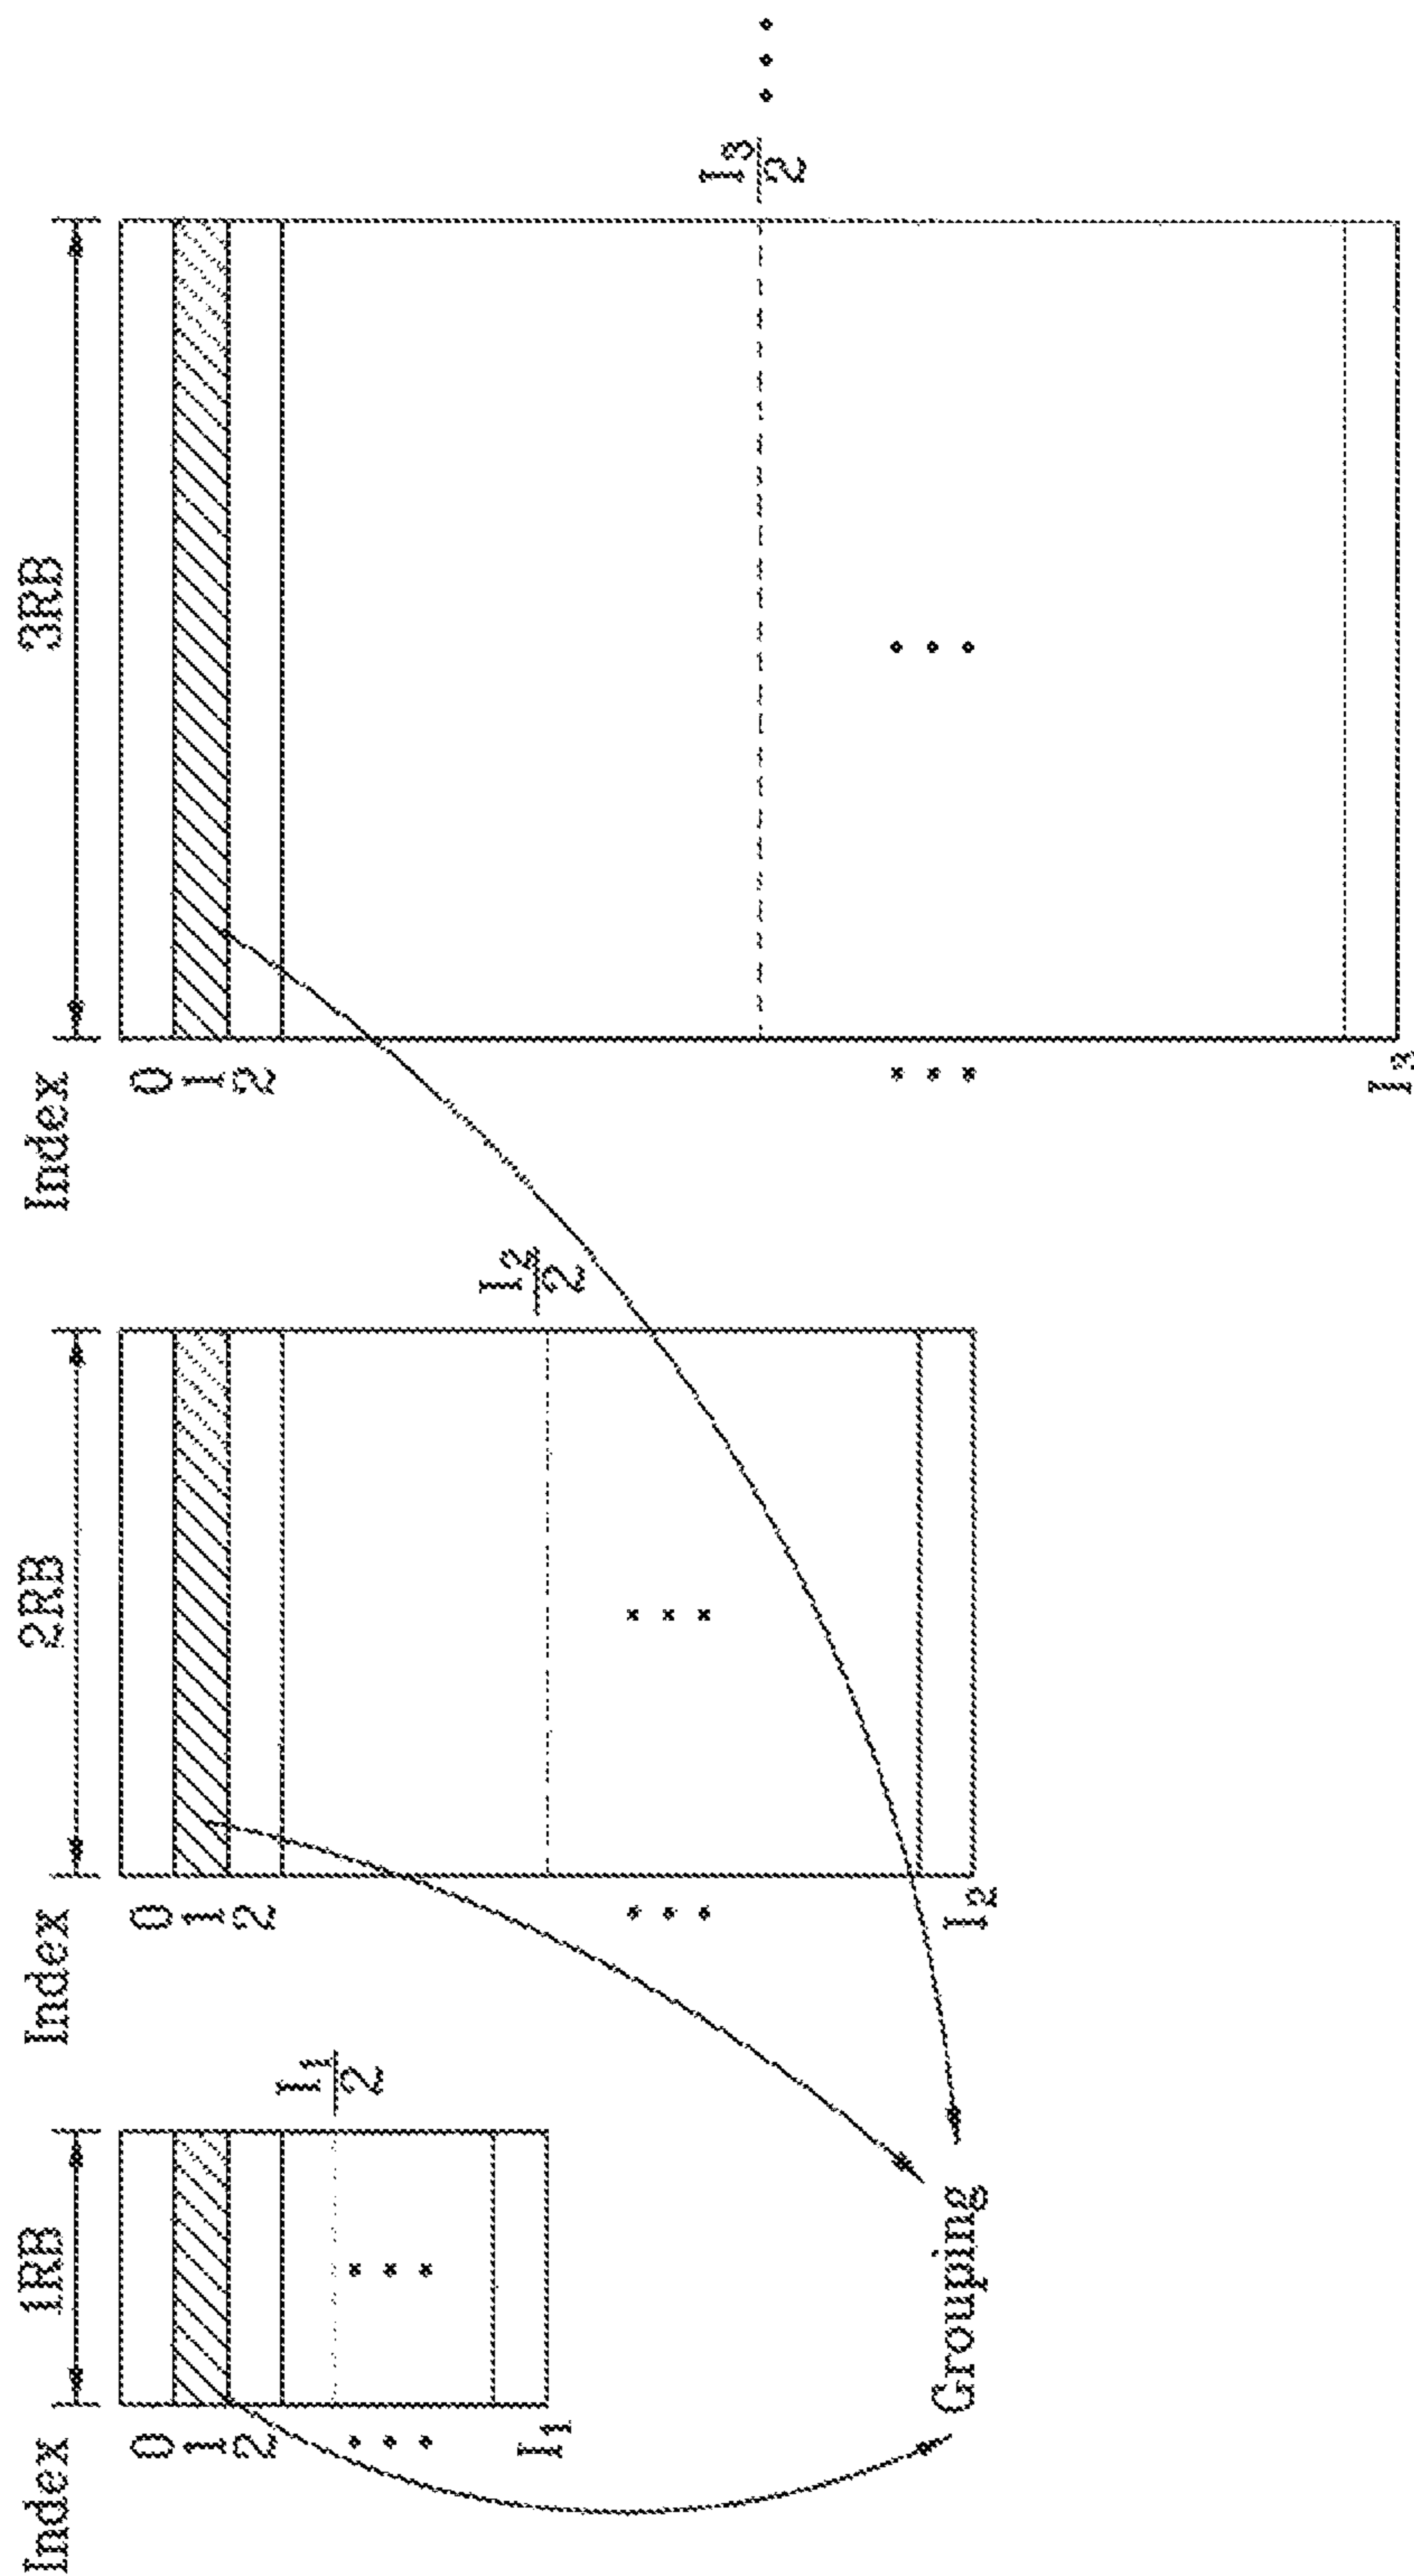 1RB
Index
0
1
2
I₁
I₁/2
2RB
Index
0
1
2
I₂
I₂/2
3RB
Index
0
1
2
I₃
I₃/2
Grouping